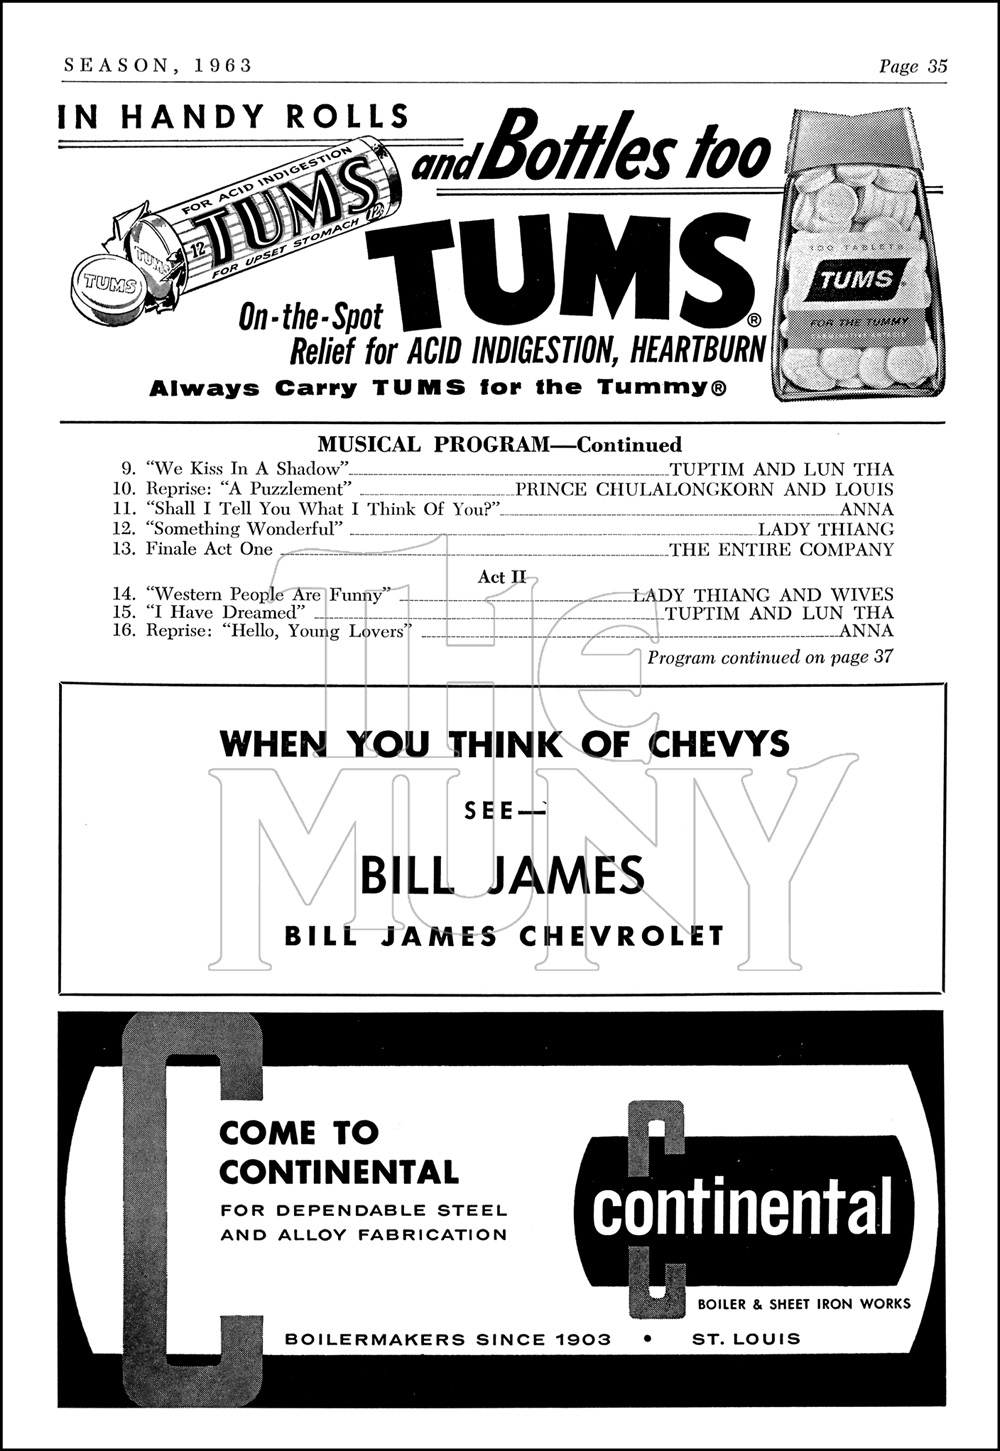 SEASON, 1963 Page 35
IN HANDY ROLLS
and Bottles too
FOR ACID INDIGESTION
12 TUMS 12
FOR UPSET STOMACH
TUMS
TUMS
TUMS®
100 TABLETS
TUMS
FOR THE TUMMY
On-the-Spot
Relief for ACID INDIGESTION, HEARTBURN
Always Carry TUMS for the Tummy®
MUSICAL PROGRAM—Continued
9. “We Kiss In A Shadow” TUPTIM AND LUN THA
10. Reprise: “A Puzzlement” PRINCE CHULALONGKORN AND LOUIS
11. “Shall I Tell You What I Think Of You?” ANNA
12. “Something Wonderful” LADY THIANG
13. Finale Act One THE ENTIRE COMPANY
Act II
14. “Western People Are Funny” LADY THIANG AND WIVES
15. “I Have Dreamed” TUPTIM AND LUN THA
16. Reprise: “Hello, Young Lovers” ANNA
Program continued on page 37
THE
MUNY
WHEN YOU THINK OF CHEVYS
SEE—
BILL JAMES
BILL JAMES CHEVROLET
COME TO
CONTINENTAL
FOR DEPENDABLE STEEL
AND ALLOY FABRICATION
continental
BOILER & SHEET IRON WORKS
BOILERMAKERS SINCE 1903 • ST. LOUIS